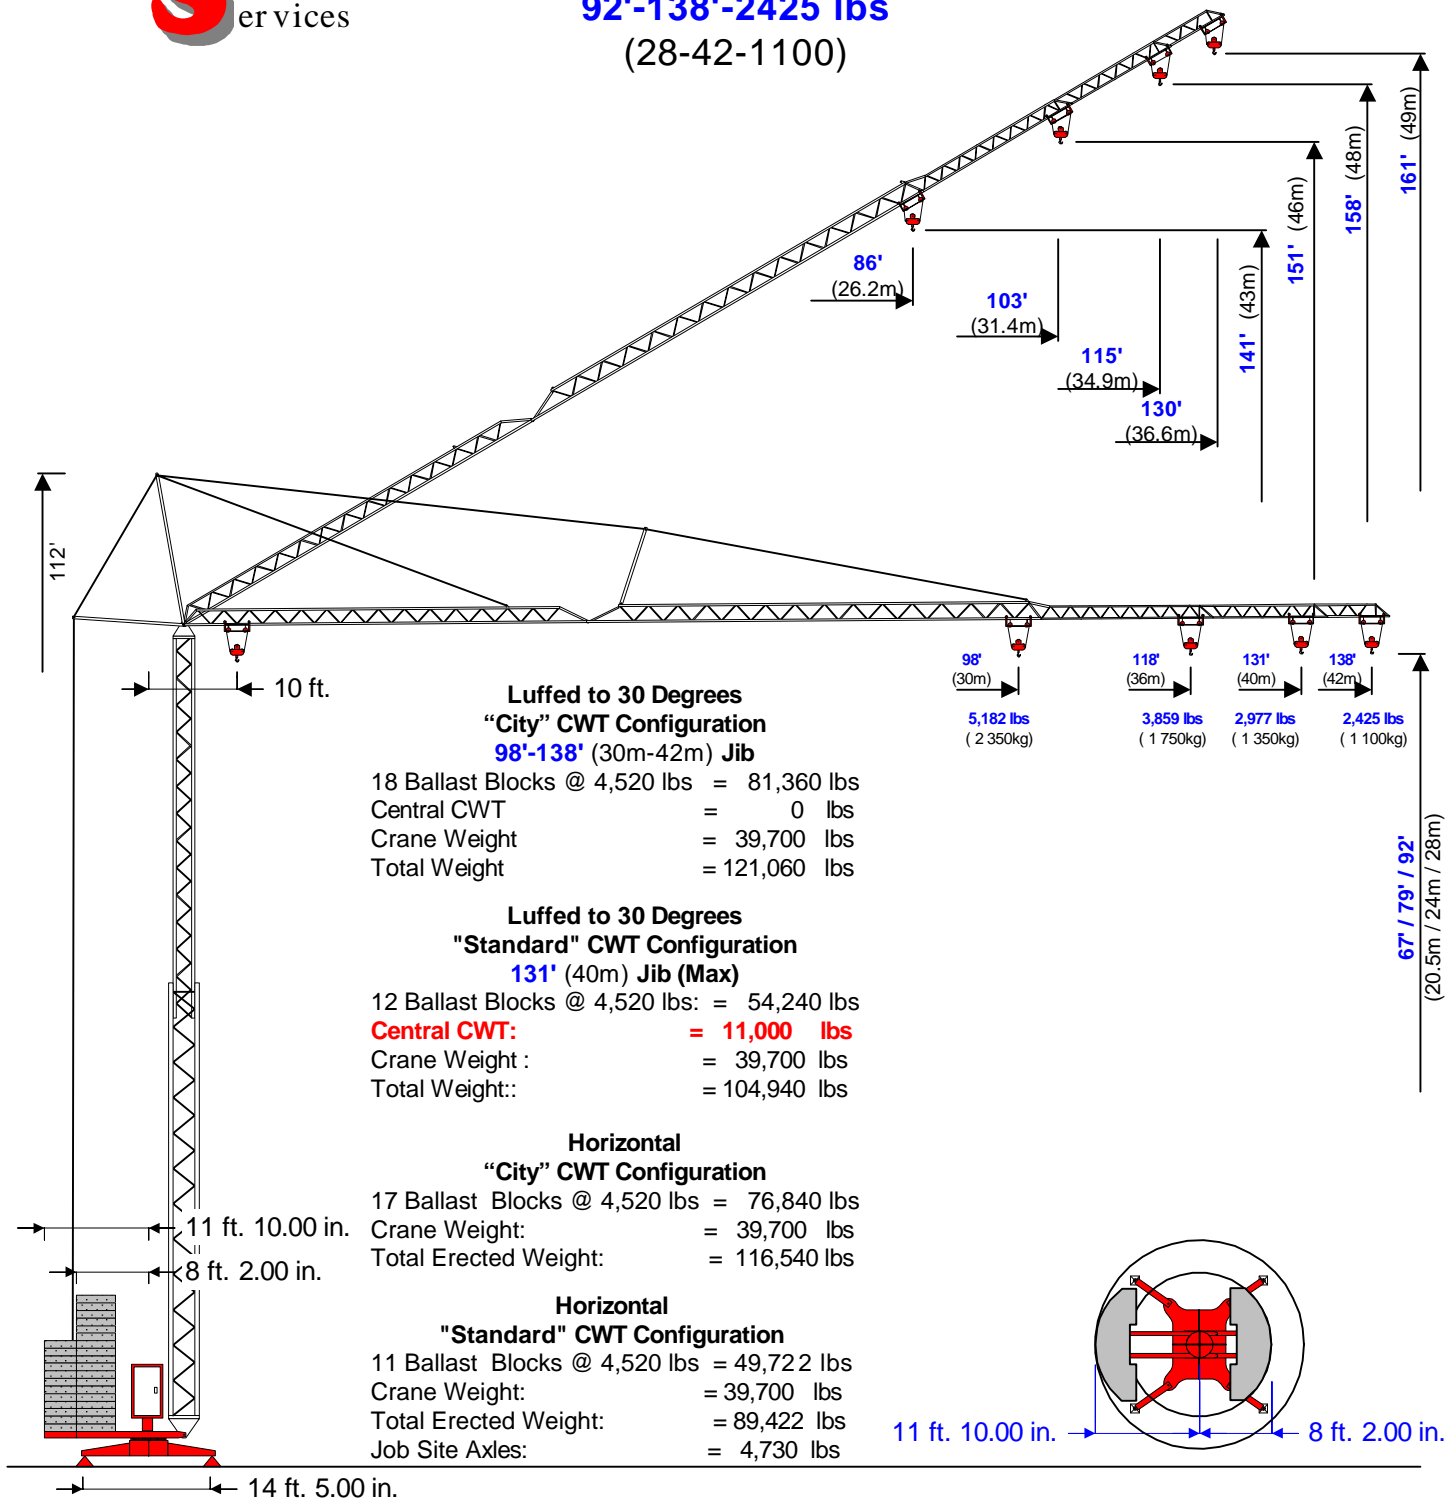 ervices
92'-138'-2425 lbs
(28-42-1100)
161' (49m)
158' (48m)
151' (46m)
141' (43m)
86'
(26.2m)
103'
(31.4m)
115'
(34.9m)
130'
(36.6m)
112'
10 ft.
98'
(30m)
5,182 lbs
( 2 350kg)
118'
(36m)
3,859 lbs
( 1 750kg)
131'
(40m)
2,977 lbs
( 1 350kg)
138'
(42m)
2,425 lbs
( 1 100kg)
67' / 79' / 92'
(20.5m / 24m / 28m)
Luffed to 30 Degrees
“City” CWT Configuration
98'-138' (30m-42m) Jib
18 Ballast Blocks @ 4,520 lbs = 81,360 lbs
Central CWT = 0 lbs
Crane Weight = 39,700 lbs
Total Weight = 121,060 lbs
Luffed to 30 Degrees
"Standard" CWT Configuration
131' (40m) Jib (Max)
12 Ballast Blocks @ 4,520 lbs: = 54,240 lbs
Central CWT: = 11,000 lbs
Crane Weight : = 39,700 lbs
Total Weight:: = 104,940 lbs
Horizontal
“City” CWT Configuration
17 Ballast Blocks @ 4,520 lbs = 76,840 lbs
Crane Weight: = 39,700 lbs
Total Erected Weight: = 116,540 lbs
Horizontal
"Standard" CWT Configuration
11 Ballast Blocks @ 4,520 lbs = 49,722 lbs
Crane Weight: = 39,700 lbs
Total Erected Weight: = 89,422 lbs
Job Site Axles: = 4,730 lbs
11 ft. 10.00 in.
8 ft. 2.00 in.
14 ft. 5.00 in.
11 ft. 10.00 in.
8 ft. 2.00 in.